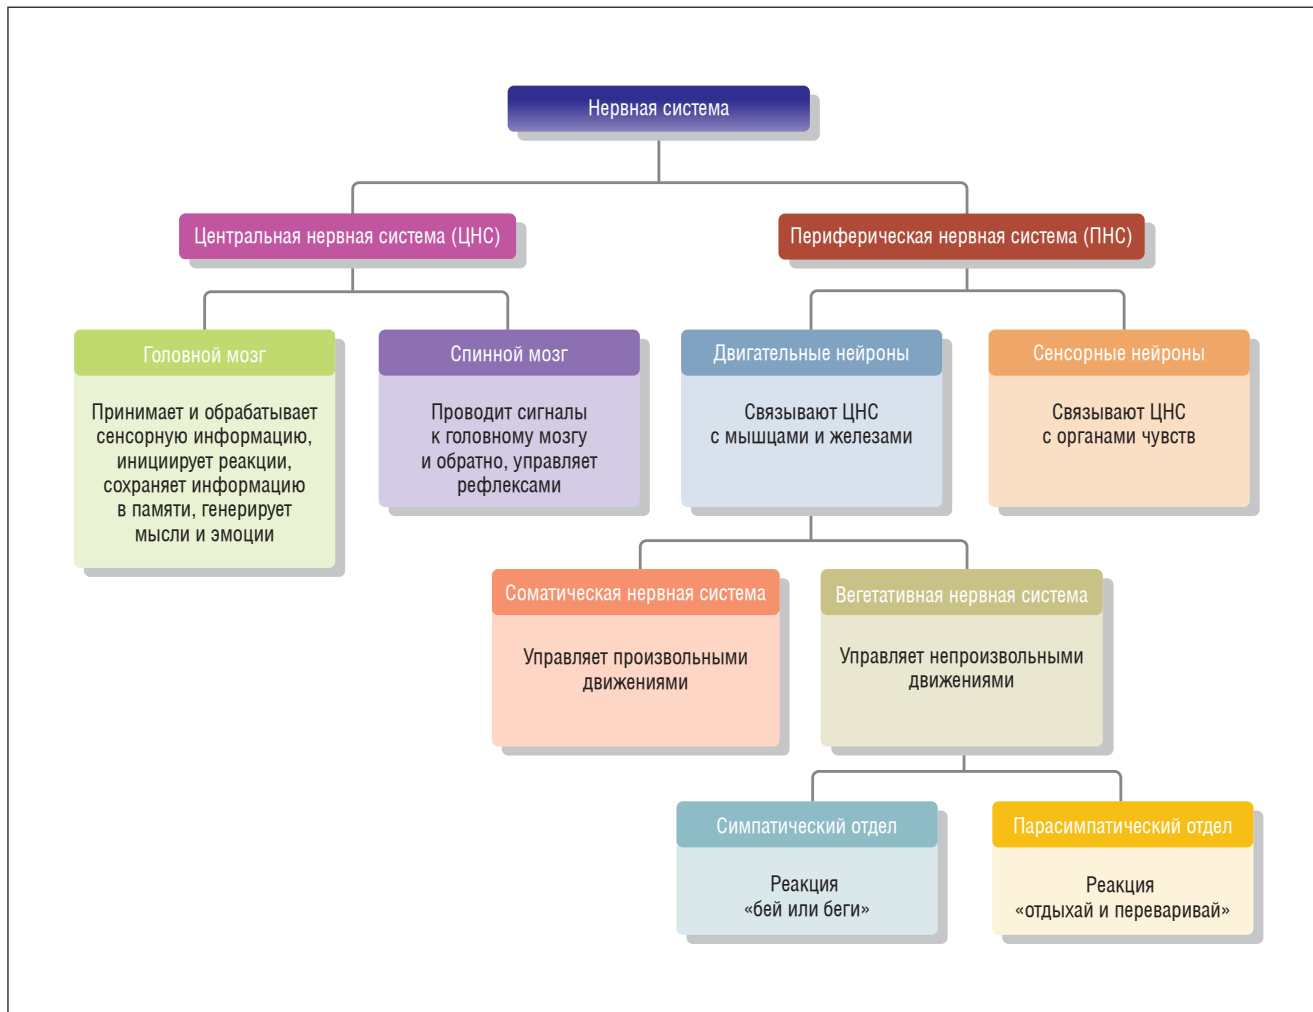 Нервная система
Центральная нервная система (ЦНС)
Периферическая нервная система (ПНС)
Головной мозг
Принимает и обрабатывает
сенсорную информацию,
инициирует реакции,
сохраняет информацию
в памяти, генерирует
мысли и эмоции
Спинной мозг
Проводит сигналы
к головному мозгу
и обратно, управляет
рефлексами
Двигательные нейроны
Связывают ЦНС
с мышцами и железами
Сенсорные нейроны
Связывают ЦНС
с органами чувств
Соматическая нервная система
Управляет произвольными
движениями
Вегетативная нервная система
Управляет непроизвольными
движениями
Симпатический отдел
Реакция
«бей или беги»
Парасимпатический отдел
Реакция
«отдыхай и переваривай»